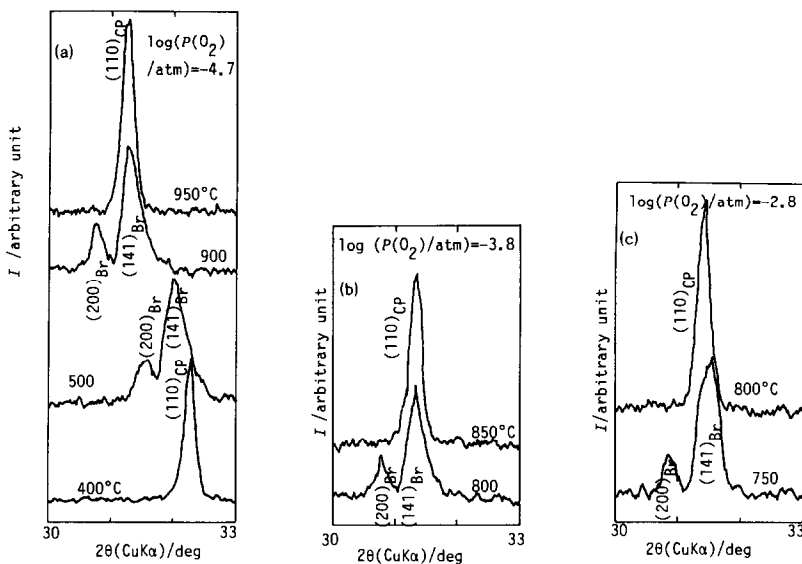 (a)
log(P(O₂)
/atm)=-4.7
(110)CP
950°C
900
(200)Br
(141)Br
500
(200)Br
(141)Br
(110)CP
400°C
I /arbitrary unit
30
33
2θ(CuKα)/deg
log (P(O₂)/atm)=-3.8
(b)
(110)CP
850°C
800
(200)Br
(141)Br
I /arbitrary unit
30
33
2θ(CuKα)/deg
log(P(O₂)/atm)=-2.8
(c)
(110)CP
800°C
750
(200)Br
(141)Br
I /arbitrary unit
30
33
2θ(CuKα)/deg